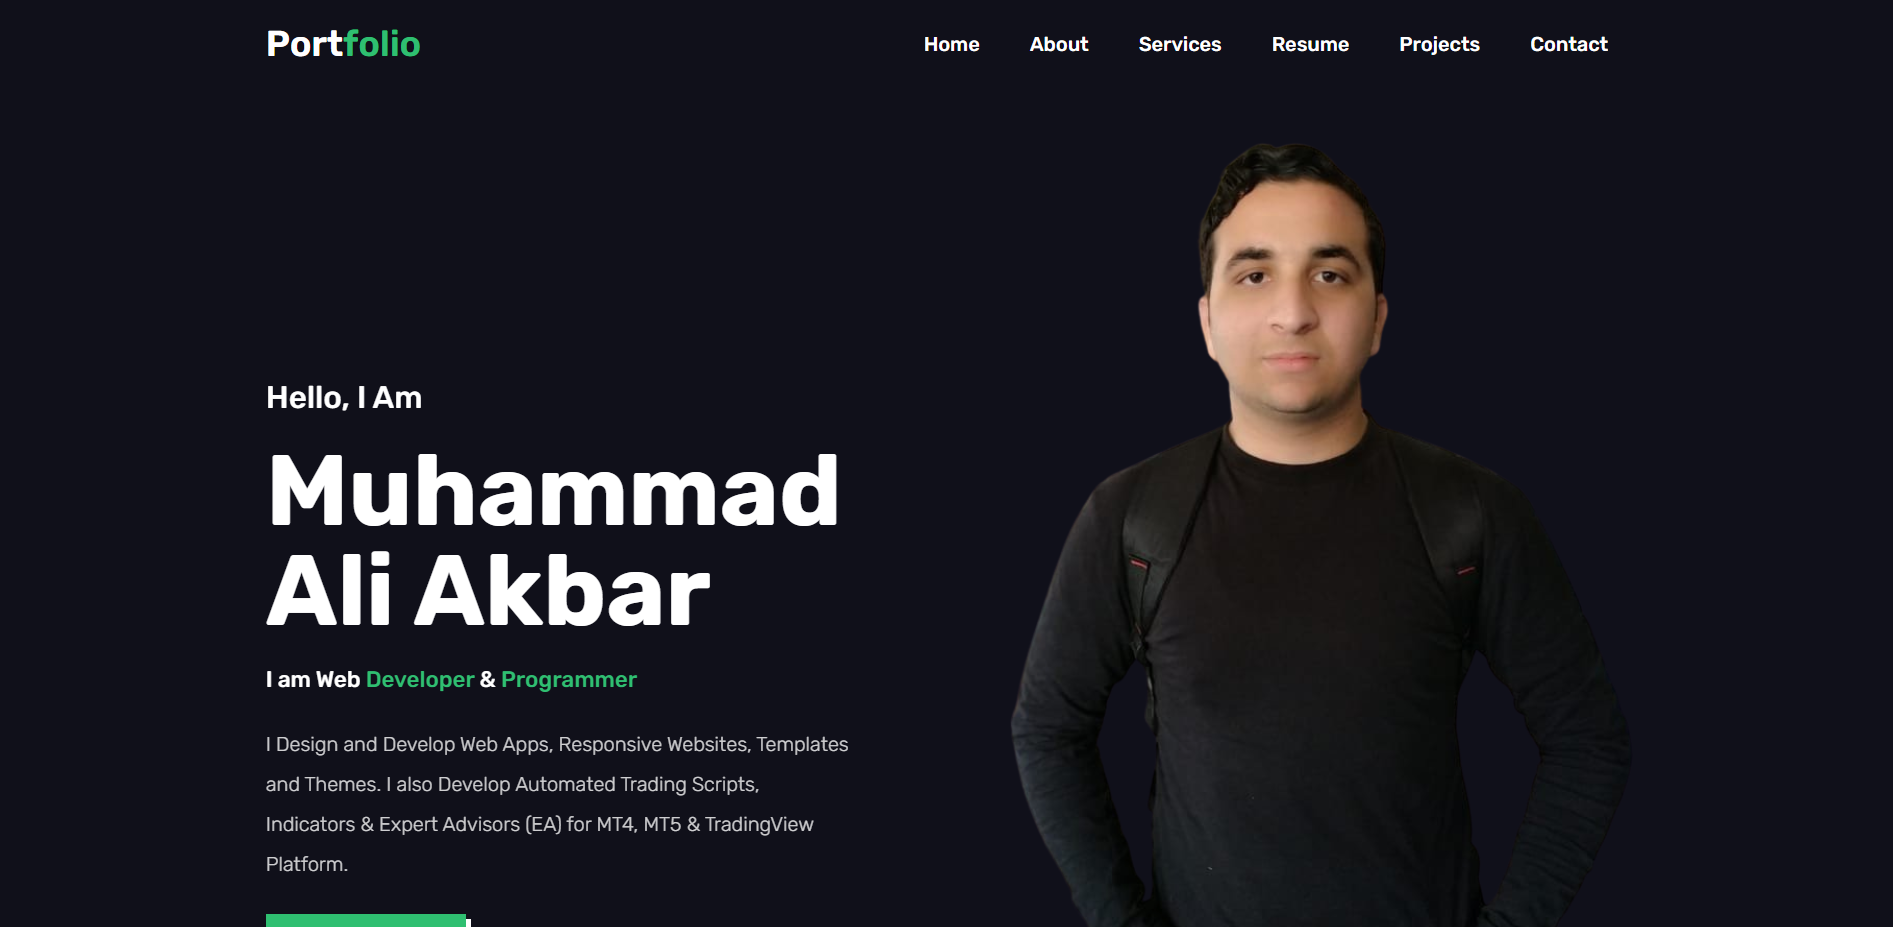 Portfolio
Home About Services Resume Projects Contact
Hello, I Am
Muhammad
Ali Akbar
I am Web Developer & Programmer
I Design and Develop Web Apps, Responsive Websites, Templates
and Themes. I also Develop Automated Trading Scripts,
Indicators & Expert Advisors (EA) for MT4, MT5 & TradingView
Platform.